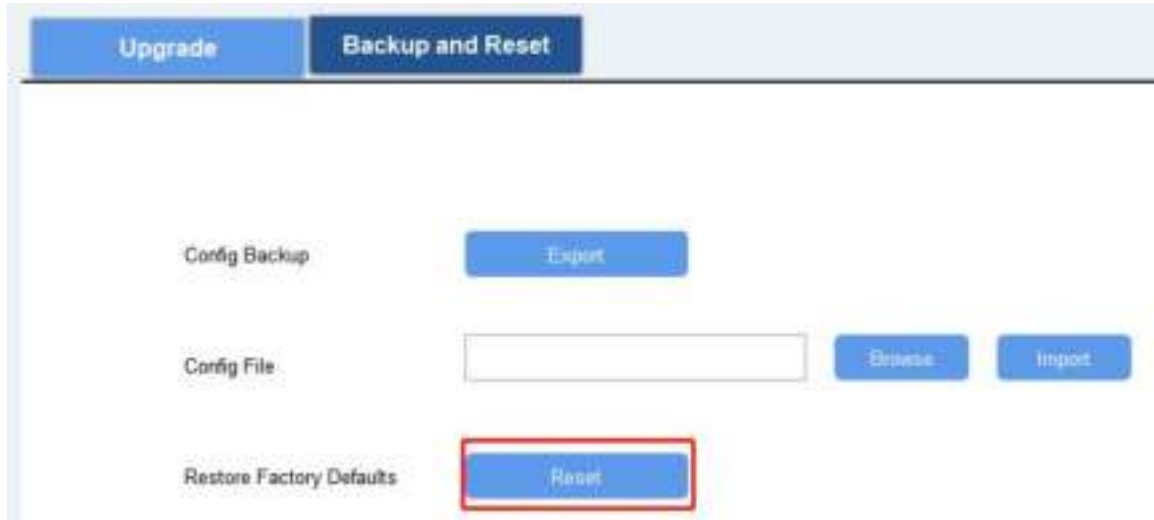 Upgrade Backup and Reset
Config Backup Export
Config File Browse Import
Restore Factory Defaults Reset